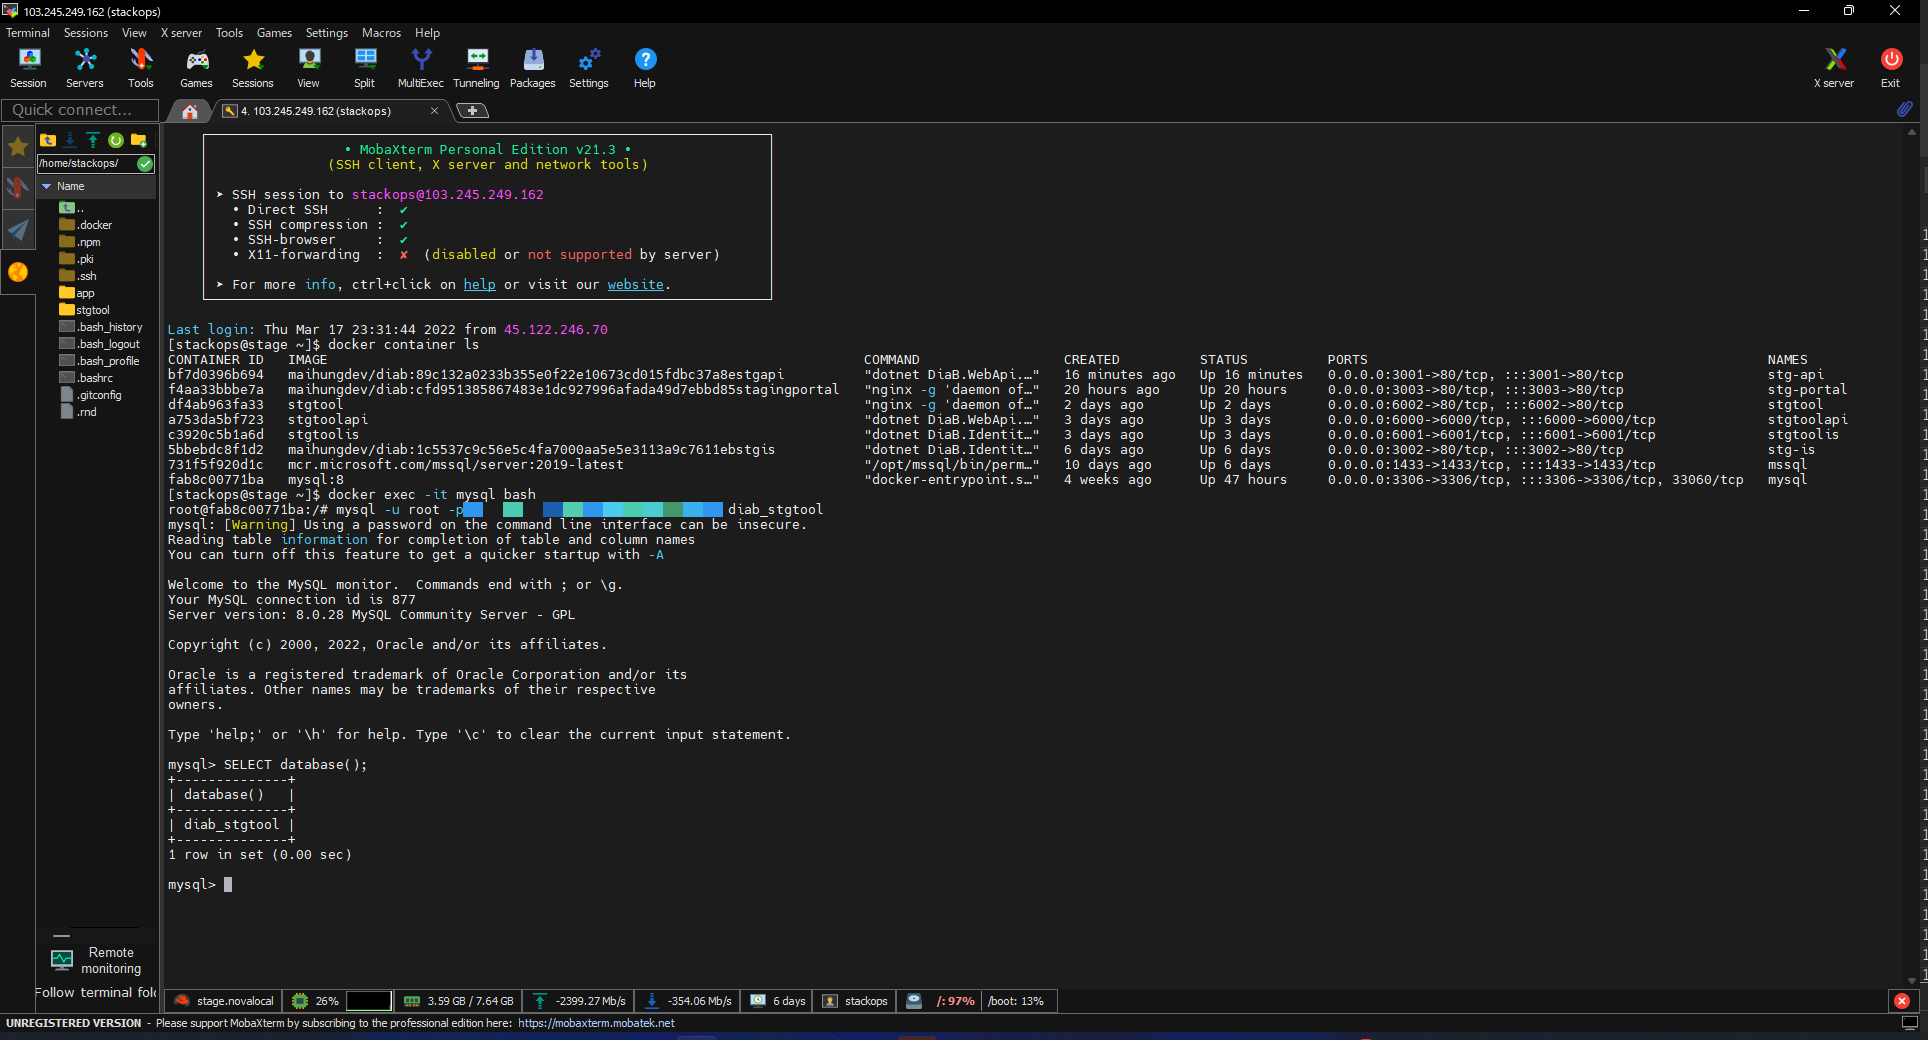 103.245.249.162 (stackops)
Terminal Sessions View X server Tools Games Settings Macros Help
Session Servers Tools Games Sessions View Split MultiExec Tunneling Packages Settings Help X server Exit
Quick connect...
4. 103.245.249.162 (stackops)
/home/stackops/
Name
..
.docker
.npm
.pki
.ssh
app
stgtool
.bash_history
.bash_logout
.bash_profile
.bashrc
.gitconfig
.rnd
Remote
monitoring
Follow terminal fol
• MobaXterm Personal Edition v21.3 •
(SSH client, X server and network tools)
➤ SSH session to stackops@103.245.249.162
• Direct SSH : ✔
• SSH compression : ✔
• SSH-browser : ✔
• X11-forwarding : ✘ (disabled or not supported by server)
➤ For more info, ctrl+click on help or visit our website.
Last login: Thu Mar 17 23:31:44 2022 from 45.122.246.70
[stackops@stage ~]$ docker container ls
CONTAINER ID IMAGE COMMAND CREATED STATUS PORTS NAMES
bf7d0396b694 maihungdev/diab:89c132a0233b355e0f22e10673cd015fdbc37a8estgapi "dotnet DiaB.WebApi.…" 16 minutes ago Up 16 minutes 0.0.0.0:3001->80/tcp, :::3001->80/tcp stg-api
f4aa33bbbe7a maihungdev/diab:cfd951385867483e1dc927996afada49d7ebbd85stagingportal "nginx -g 'daemon of…" 20 hours ago Up 20 hours 0.0.0.0:3003->80/tcp, :::3003->80/tcp stg-portal
df4ab963fa33 stgtool "nginx -g 'daemon of…" 2 days ago Up 2 days 0.0.0.0:6002->80/tcp, :::6002->80/tcp stgtool
a753da5bf723 stgtoolapi "dotnet DiaB.WebApi.…" 3 days ago Up 3 days 0.0.0.0:6000->6000/tcp, :::6000->6000/tcp stgtoolapi
c3920c5b1a6d stgtoolis "dotnet DiaB.Identit…" 3 days ago Up 3 days 0.0.0.0:6001->6001/tcp, :::6001->6001/tcp stgtoolis
5bbebdc8f1d2 maihungdev/diab:1c5537c9c56e5c4fa7000aa5e5e3113a9c7611ebstgis "dotnet DiaB.Identit…" 6 days ago Up 6 days 0.0.0.0:3002->80/tcp, :::3002->80/tcp stg-is
731f5f920d1c mcr.microsoft.com/mssql/server:2019-latest "/opt/mssql/bin/perm…" 10 days ago Up 6 days 0.0.0.0:1433->1433/tcp, :::1433->1433/tcp mssql
fab8c00771ba mysql:8 "docker-entrypoint.s…" 4 weeks ago Up 47 hours 0.0.0.0:3306->3306/tcp, :::3306->3306/tcp, 33060/tcp mysql
[stackops@stage ~]$ docker exec -it mysql bash
root@fab8c00771ba:/# mysql -u root -p diab_stgtool
mysql: [Warning] Using a password on the command line interface can be insecure.
Reading table information for completion of table and column names
You can turn off this feature to get a quicker startup with -A
Welcome to the MySQL monitor. Commands end with ; or \g.
Your MySQL connection id is 877
Server version: 8.0.28 MySQL Community Server - GPL
Copyright (c) 2000, 2022, Oracle and/or its affiliates.
Oracle is a registered trademark of Oracle Corporation and/or its
affiliates. Other names may be trademarks of their respective
owners.
Type 'help;' or '\h' for help. Type '\c' to clear the current input statement.
mysql> SELECT database();
+--------------+
| database() |
+--------------+
| diab_stgtool |
+--------------+
1 row in set (0.00 sec)
mysql>
stage.novalocal 26% 3.59 GB / 7.64 GB -2399.27 Mb/s -354.06 Mb/s 6 days stackops /: 97% /boot: 13%
UNREGISTERED VERSION - Please support MobaXterm by subscribing to the professional edition here: https://mobaxterm.mobatek.net